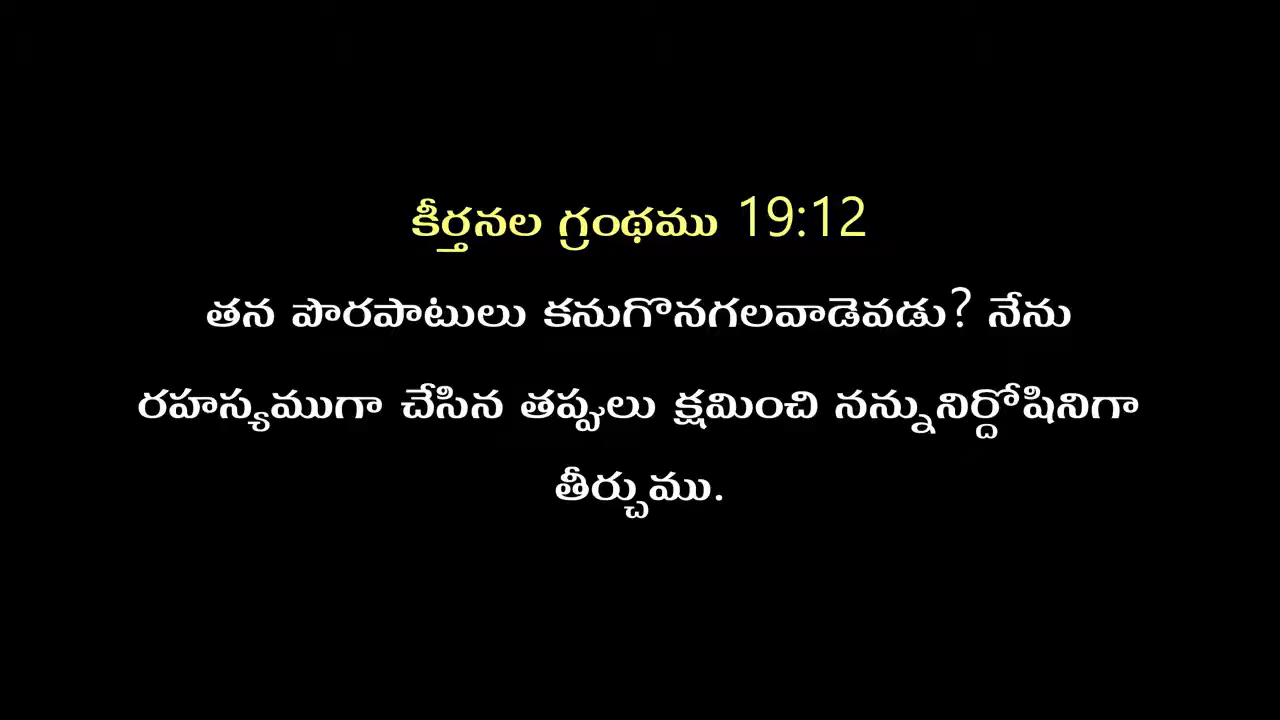 కీర్తనల గ్రంథము 19:12
తన పొరపాటులు కనుగొనగలవాడెవడు? నేను
రహస్యముగా చేసిన తప్పులు క్షమించి నన్నునిర్దోషినిగా
తీర్చుము.